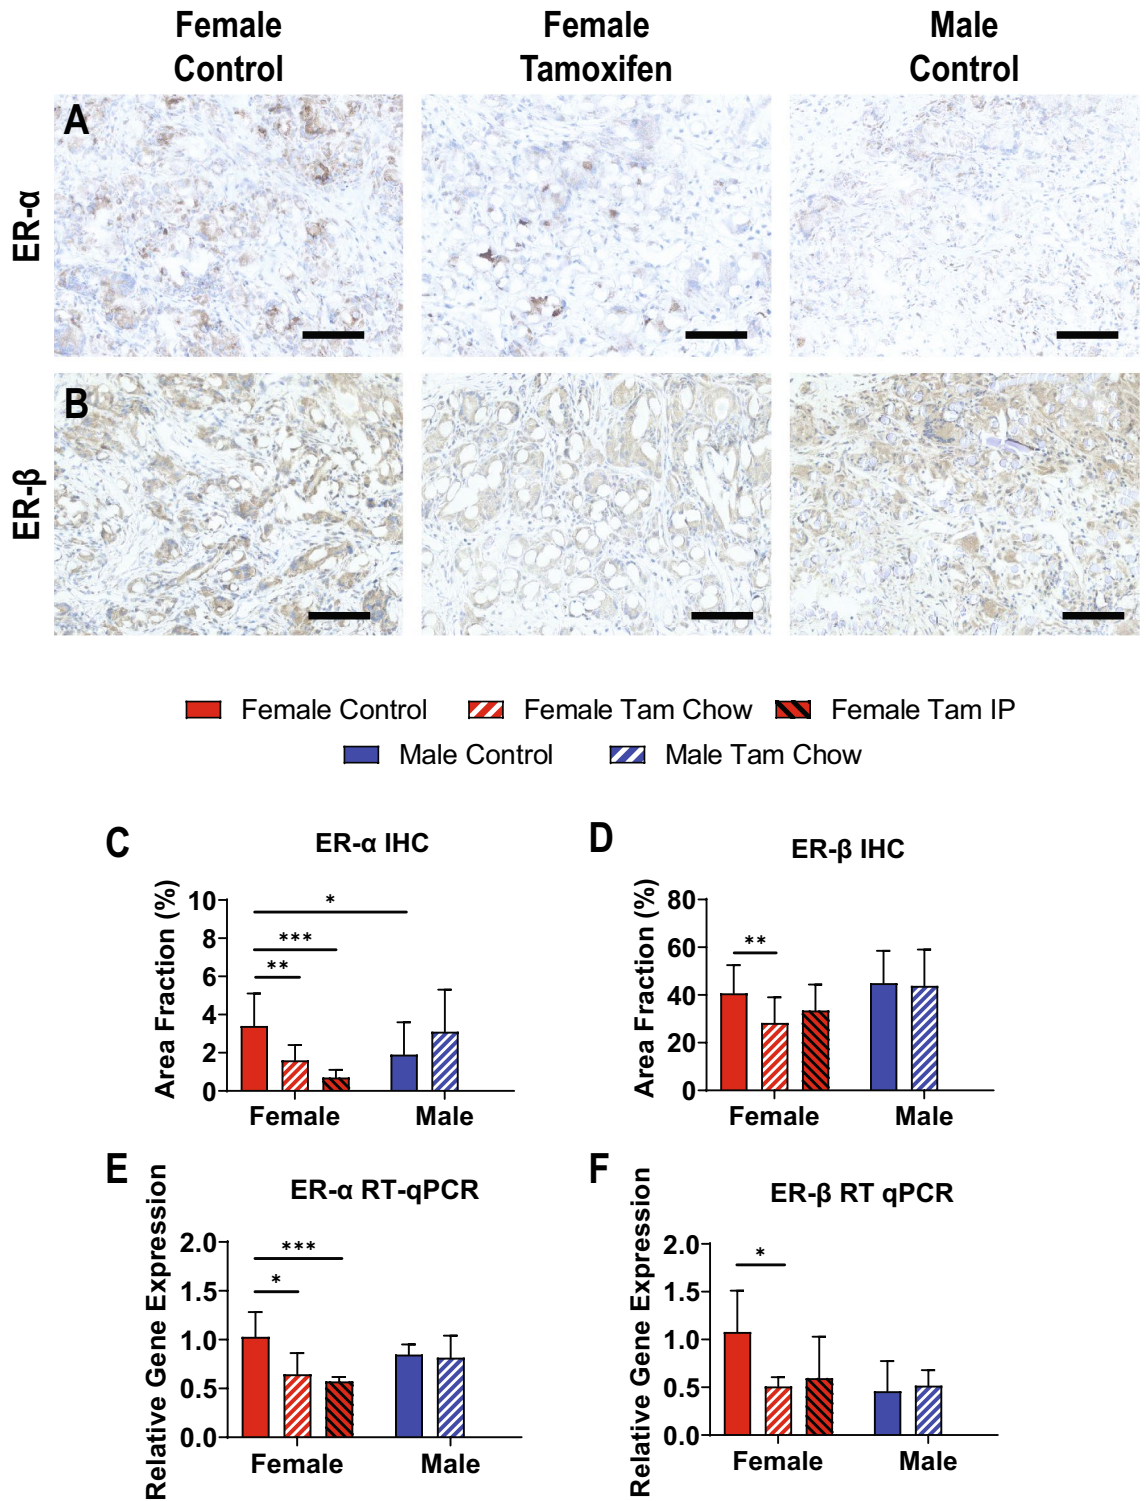 Female Control
Female Tamoxifen
Male Control
A
ER-α
B
ER-β
Female Control
Female Tam Chow
Female Tam IP
Male Control
Male Tam Chow
C
ER-α IHC
Area Fraction (%)
10
8
6
4
2
0
*
***
**
Female
Male
D
ER-β IHC
Area Fraction (%)
80
60
40
20
0
**
Female
Male
E
ER-α RT-qPCR
Relative Gene Expression
2.0
1.5
1.0
0.5
0.0
***
*
Female
Male
F
ER-β RT qPCR
Relative Gene Expression
2.0
1.5
1.0
0.5
0.0
*
Female
Male